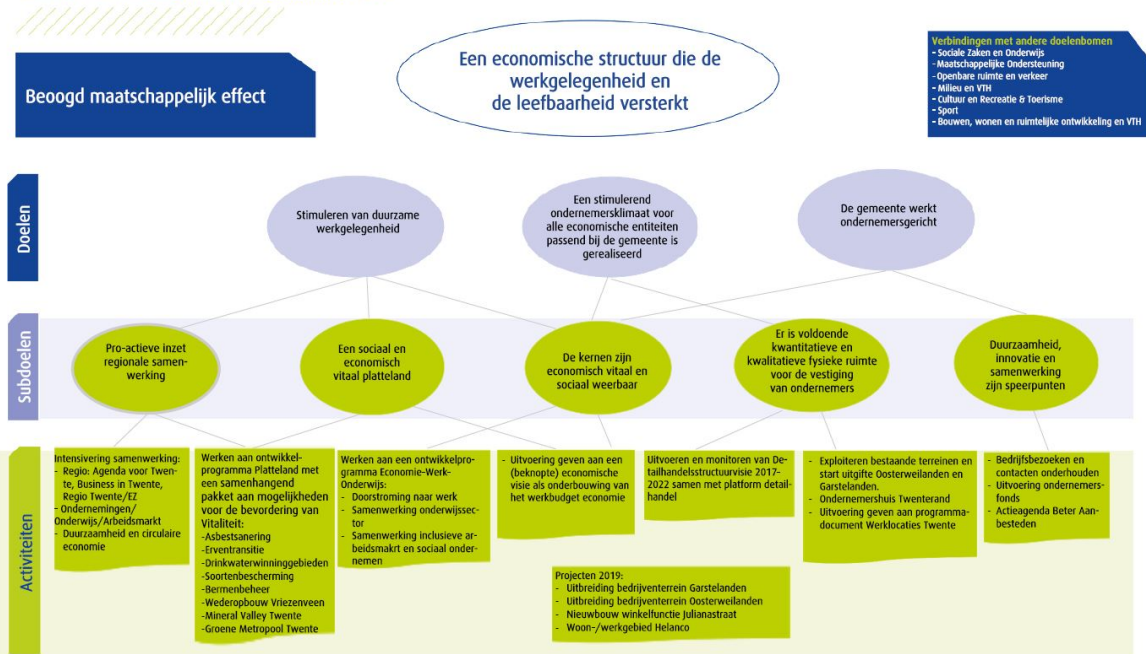 Beoogd maatschappelijk effect
Een economische structuur die de
werkgelegenheid en
de leefbaarheid versterkt
Verbindingen met andere doelenbomen
- Sociale Zaken en Onderwijs
- Maatschappelijke Ondersteuning
- Openbare ruimte en verkeer
- Milieu en VTH
- Cultuur en Recreatie & Toerisme
- Sport
- Bouwen, wonen en ruimtelijke ontwikkeling en VTH
Doelen
Stimuleren van duurzame
werkgelegenheid
Een stimulerend
ondernemersklimaat voor
alle economische entiteiten
passend bij de gemeente is
gerealiseerd
De gemeente werkt
ondernemersgericht
Subdoelen
Pro-actieve inzet
regionale samen-
werking
Een sociaal en
economisch
vitaal platteland
De kernen zijn
economisch vitaal en
sociaal weerbaar
Er is voldoende
kwantitatieve en
kwalitatieve fysieke ruimte
voor de vestiging
van ondernemers
Duurzaamheid,
innovatie en
samenwerking
zijn speerpunten
Activiteiten
Intensivering samenwerking:
- Regio: Agenda voor Twen-
te, Business in Twente,
Regio Twente/EZ
- Ondernemingen/
Onderwijs/Arbeidsmarkt
- Duurzaamheid en circulaire
economie
Werken aan ontwikkel-
programma Platteland met
een samenhangend
pakket aan mogelijkheden
voor de bevordering van
Vitaliteit:
-Asbestsanering
-Erventransitie
-Drinkwaterwinninggebieden
-Soortenbescherming
-Bermenbeheer
-Wederopbouw Vriezenveen
-Mineral Valley Twente
-Groene Metropool Twente
Werken aan een ontwikkelpro-
gramma Economie-Werk-
Onderwijs:
- Doorstroming naar werk
- Samenwerking onderwijssec-
tor
- Samenwerking inclusieve ar-
beidsmakrt en sociaal onder-
nemen
- Uitvoering geven aan een
(beknopte) economische
visie als onderbouwing van
het werkbudget economie
Uitvoeren en monitoren van De-
tailhandelsstructuurvisie 2017-
2022 samen met platform detail-
handel
- Exploiteren bestaande terreinen en
start uitgifte Oosterweilanden en
Garstelanden.
- Ondernemershuis Twenterand
- Uitvoering geven aan programma-
document Werklocaties Twente
- Bedrijfsbezoeken en
contacten onderhouden
- Uitvoering ondernemers-
fonds
- Actieagenda Beter Aan-
besteden
Projecten 2019:
- Uitbreiding bedrijventerrein Garstelanden
- Uitbreiding bedrijventerrein Oosterweilanden
- Nieuwbouw winkelfunctie Julianastraat
- Woon-/werkgebied Helanco